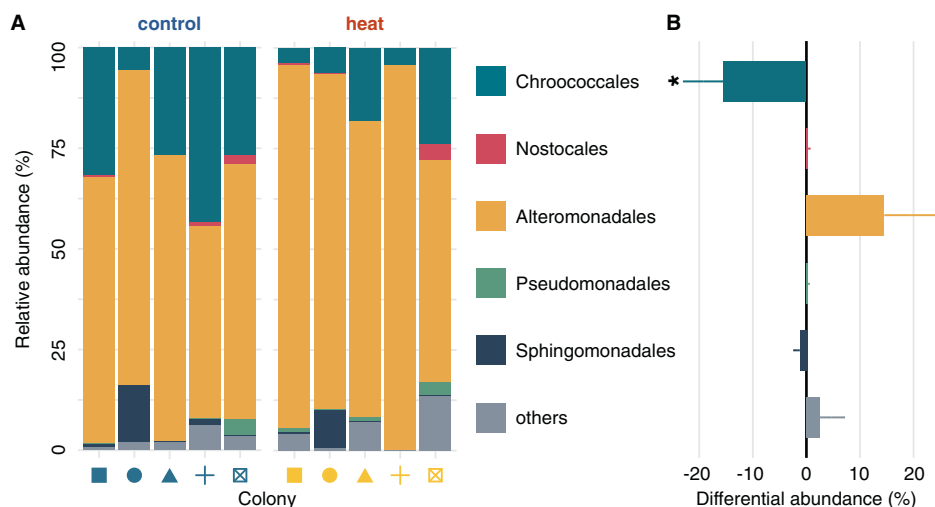 A
control
heat
B
100
75
50
25
0
Relative abundance (%)
Colony
Chroococcales
Nostocales
Alteromonadales
Pseudomonadales
Sphingomonadales
others
*
-20 -10 0 10 20
Differential abundance (%)